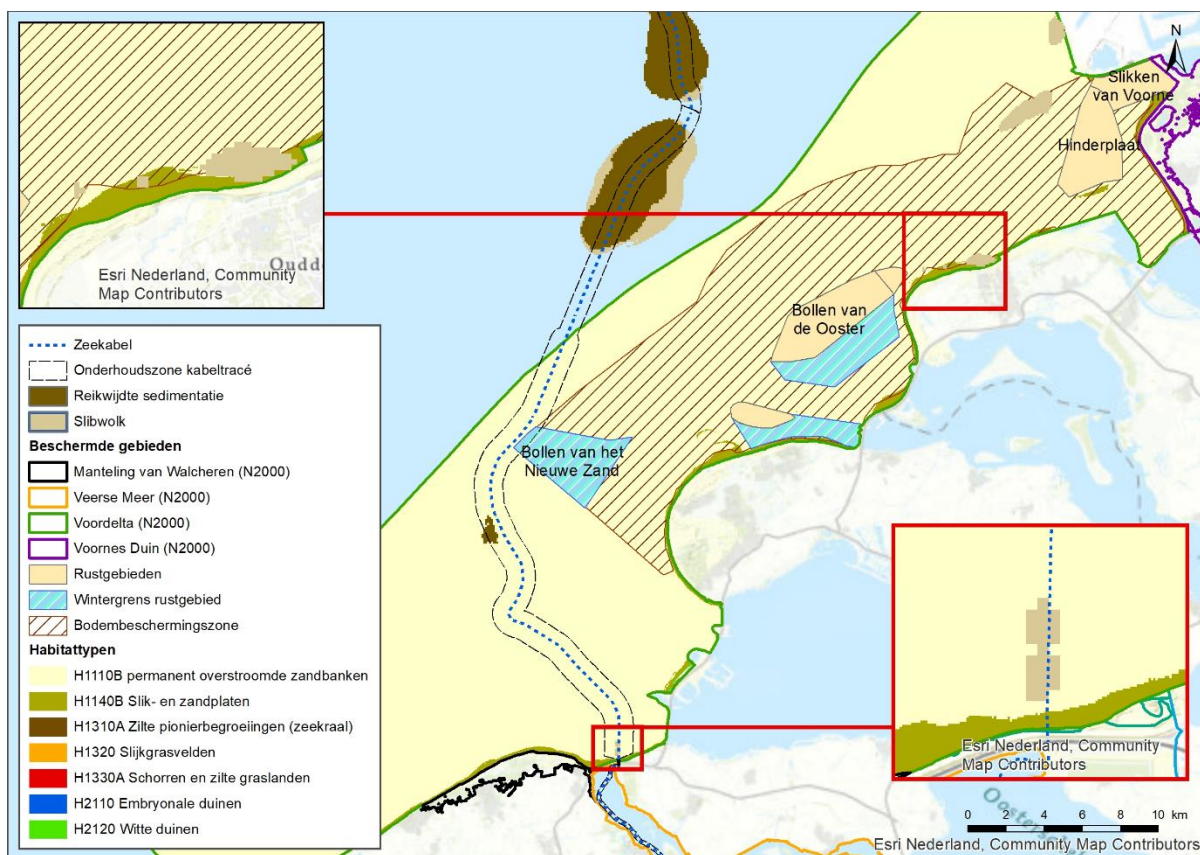 Esri Nederland, Community
Map Contributors
N
Slikken
van Voorne
Hinderplaat
Bollen van
de Ooster
Bollen van het
Nieuwe Zand
Zeekabel
Onderhoudszone kabeltracé
Reikwijdte sedimentatie
Slibwolk
Beschermde gebieden
Manteling van Walcheren (N2000)
Veerse Meer (N2000)
Voordelta (N2000)
Voornes Duin (N2000)
Rustgebieden
Wintergrens rustgebied
Bodembeschermingszone
Habitattypen
H1110B permanent overstroomde zandbanken
H1140B Slik- en zandplaten
H1310A Zilte pionierbegroeiingen (zeekraal)
H1320 Slijkgrasvelden
H1330A Schorren en zilte graslanden
H2110 Embryonale duinen
H2120 Witte duinen
Esri Nederland, Community
Map Contributors
0 2 4 6 8 10 km
Esri Nederland, Community Map Contributors